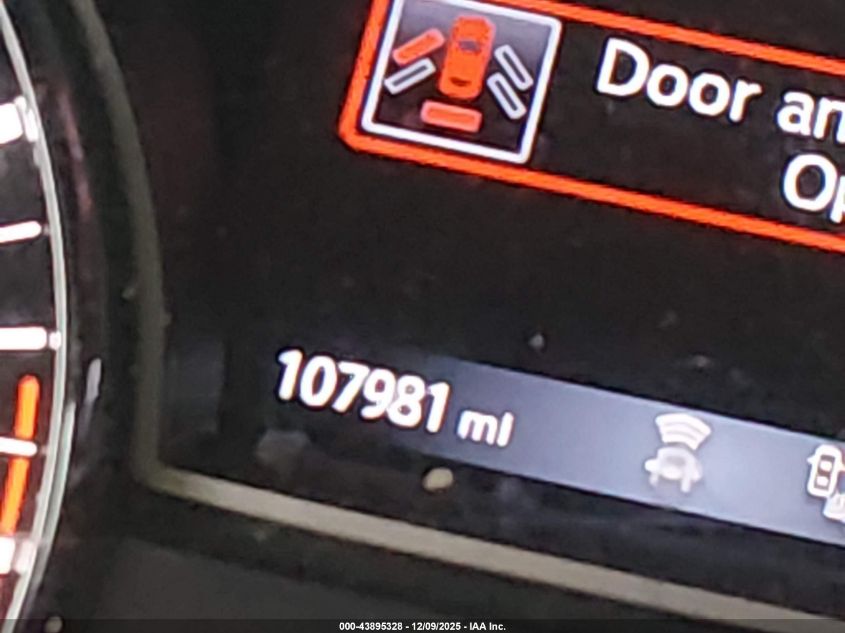 Door an
Op
107981 mi
000-43895328 - 12/09/2025 - IAA Inc.